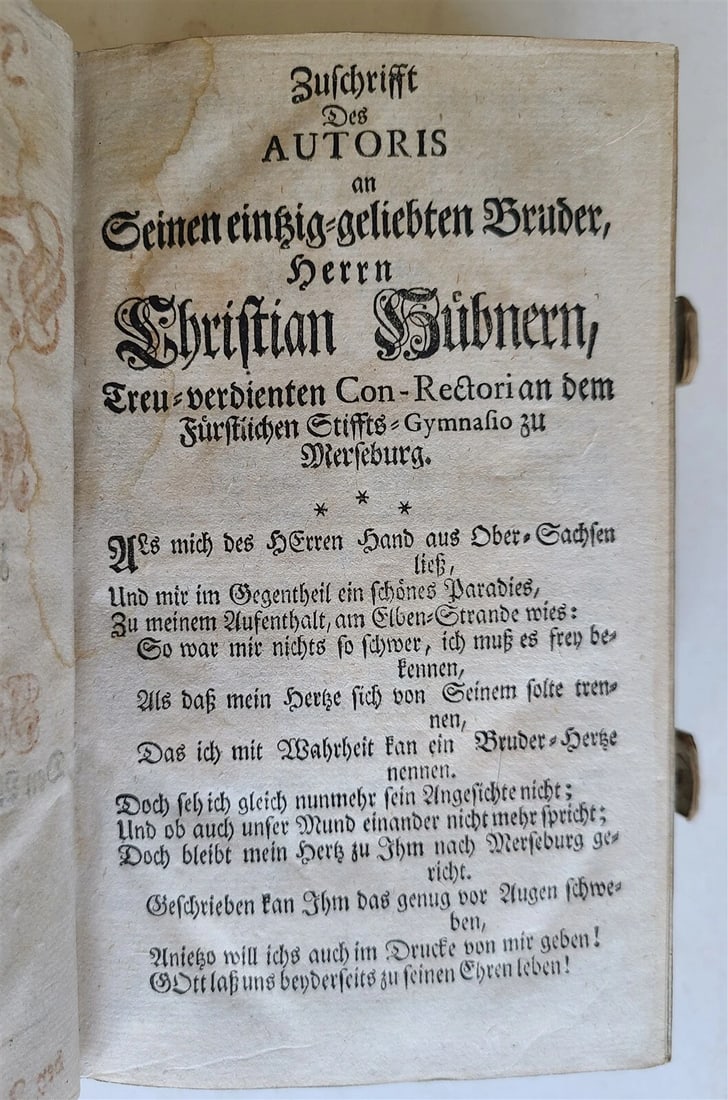 Zuschrifft
Des
AUTORIS
an
Seinen eintzig-geliebten Bruder,
Herrn
Christian Hübnern,
Treu-verdienten Con-Rectori an dem
Fürstlichen Stiffts-Gymnasio zu
Merseburg.
* * *
Als mich des HErren Hand aus Ober-Sachsen
ließ,
Und mir im Gegentheil ein schönes Paradies,
Zu meinem Aufenthalt, am Elben-Strande wies:
So war mir nichts so schwer, ich muß es frey be-
kennen,
Als daß mein Hertze sich von Seinem solte tren-
nen,
Das ich mit Wahrheit kan ein Bruder-Hertze
nennen.
Doch seh ich gleich nunmehr sein Angesichte nicht;
Und ob auch unser Mund einander nicht mehr spricht;
Doch bleibt mein Hertz zu Ihm nach Merseburg ge-
richt.
Geschrieben kan Ihm das genug vor Augen schwe-
ben,
Anietzo will ichs auch im Drucke von mir geben!
GOtt laß uns beyderseits zu seinen Ehren leben!